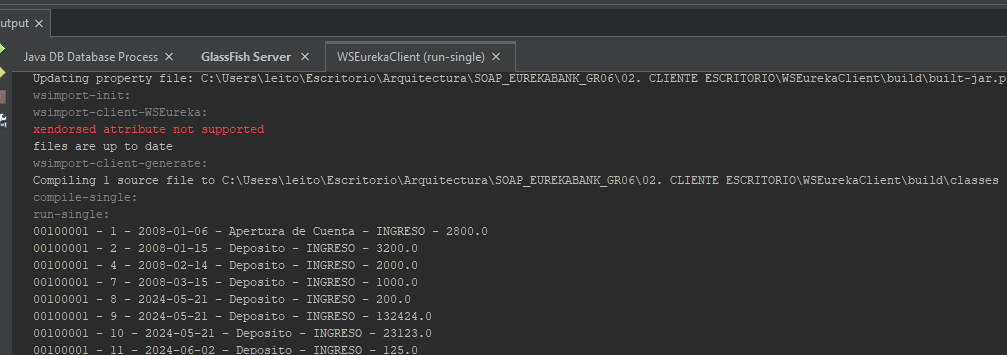 utput ×
Java DB Database Process × GlassFish Server × WSEurekaClient (run-single) ×
Updating property file: C:\Users\leito\Escritorio\Arquitectura\SOAP_EUREKABANK_GR06\02. CLIENTE ESCRITORIO\WSEurekaClient\build\built-jar.p
wsimport-init:
wsimport-client-WSEureka:
xendorsed attribute not supported
files are up to date
wsimport-client-generate:
Compiling 1 source file to C:\Users\leito\Escritorio\Arquitectura\SOAP_EUREKABANK_GR06\02. CLIENTE ESCRITORIO\WSEurekaClient\build\classes
compile-single:
run-single:
00100001 - 1 - 2008-01-06 - Apertura de Cuenta - INGRESO - 2800.0
00100001 - 2 - 2008-01-15 - Deposito - INGRESO - 3200.0
00100001 - 4 - 2008-02-14 - Deposito - INGRESO - 2000.0
00100001 - 7 - 2008-03-15 - Deposito - INGRESO - 1000.0
00100001 - 8 - 2024-05-21 - Deposito - INGRESO - 200.0
00100001 - 9 - 2024-05-21 - Deposito - INGRESO - 132424.0
00100001 - 10 - 2024-05-21 - Deposito - INGRESO - 23123.0
00100001 - 11 - 2024-06-02 - Deposito - INGRESO - 125.0